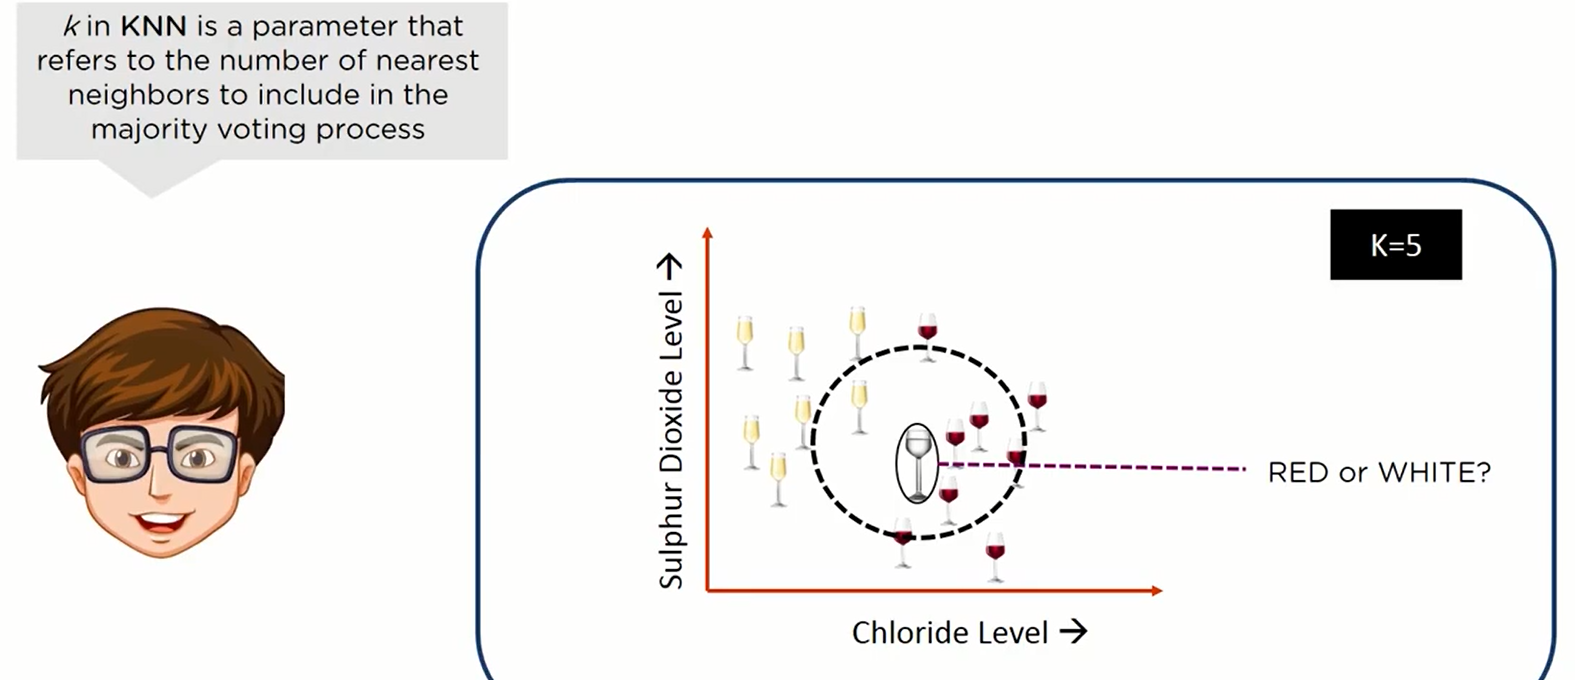 k in KNN is a parameter that
refers to the number of nearest
neighbors to include in the
majority voting process
K=5
Sulphur Dioxide Level →
RED or WHITE?
Chloride Level →